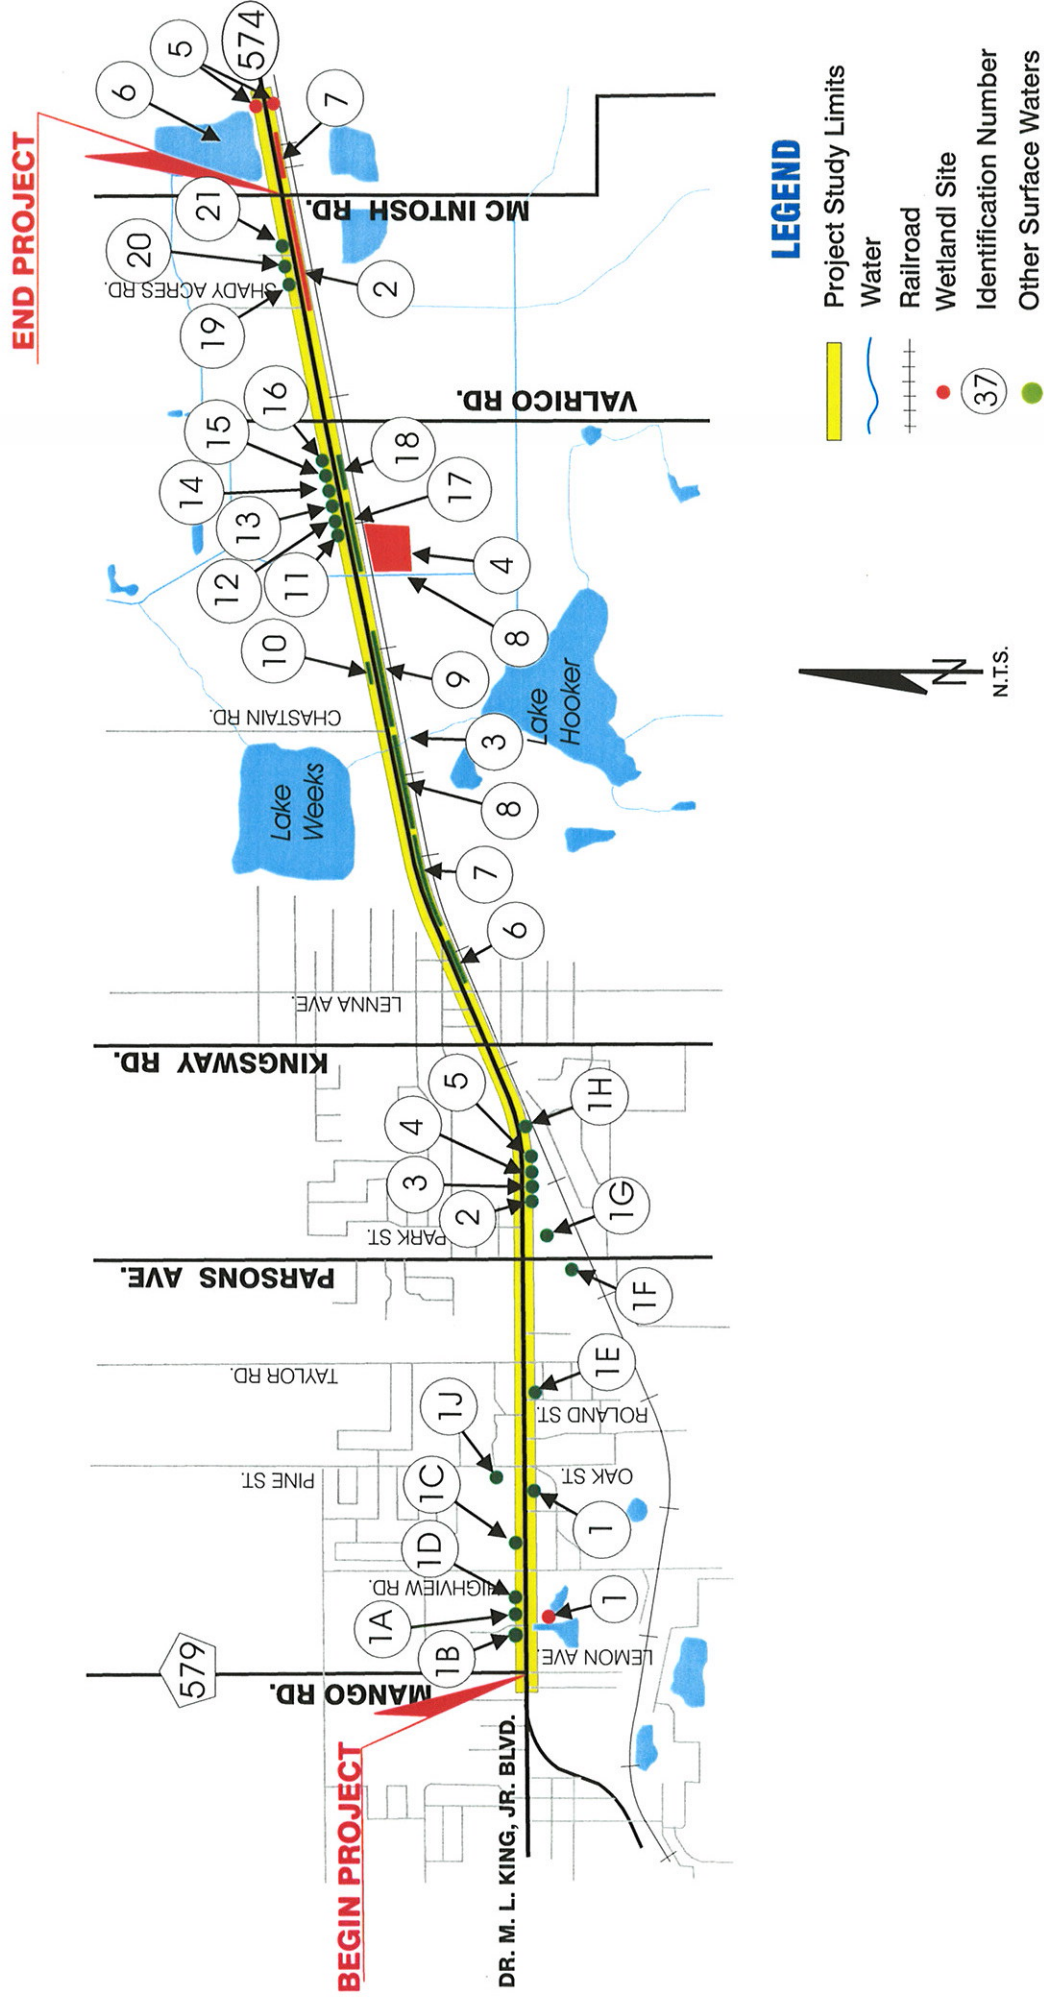 END PROJECT
6
5
574
7
21
20
19
SHADY ACRES RD.
MC INTOSH RD.
2
VALRICO RD.
16
15
14
13
12
11
18
17
4
8
10
9
CHASTAIN RD.
3
Lake
Hooker
Lake
Weeks
8
7
6
LENNA AVE.
KINGSWAY RD.
5
4
3
2
1H
1G
PARK ST.
PARSONS AVE.
1F
TAYLOR RD.
1E
ROLAND ST.
1J
PINE ST.
OAK ST.
1C
1
1D
HIGHVIEW RD.
1A
1
1B
LEMON AVE.
579
MANGO RD.
BEGIN PROJECT
DR. M. L. KING, JR. BLVD.
N
N.T.S.
LEGEND
Project Study Limits
Water
Railroad
Wetlandl Site
37
Identification Number
Other Surface Waters